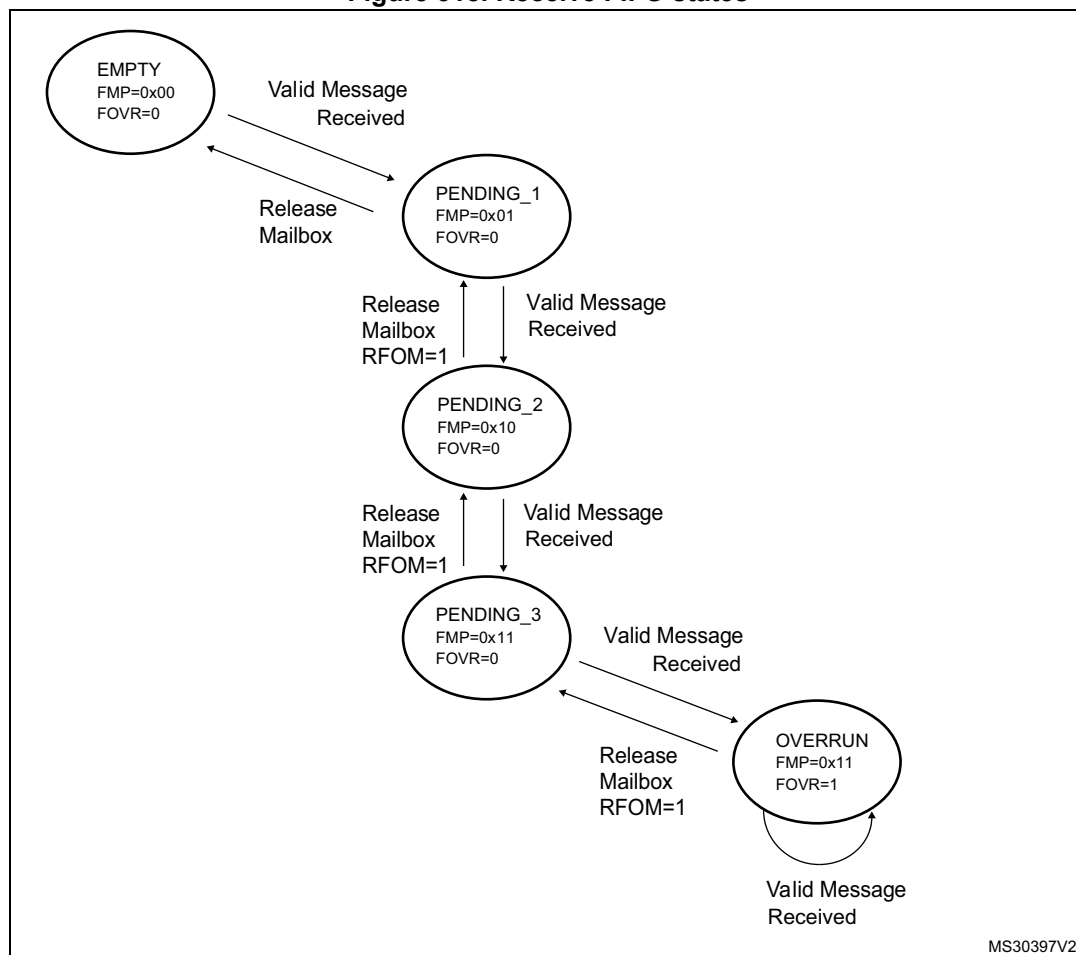 EMPTY
FMP=0x00
FOVR=0
Valid Message
Received
Release
Mailbox
PENDING_1
FMP=0x01
FOVR=0
Release
Mailbox
RFOM=1
Valid Message
Received
PENDING_2
FMP=0x10
FOVR=0
Release
Mailbox
RFOM=1
Valid Message
Received
PENDING_3
FMP=0x11
FOVR=0
Valid Message
Received
Release
Mailbox
RFOM=1
OVERRUN
FMP=0x11
FOVR=1
Valid Message
Received
MS30397V2